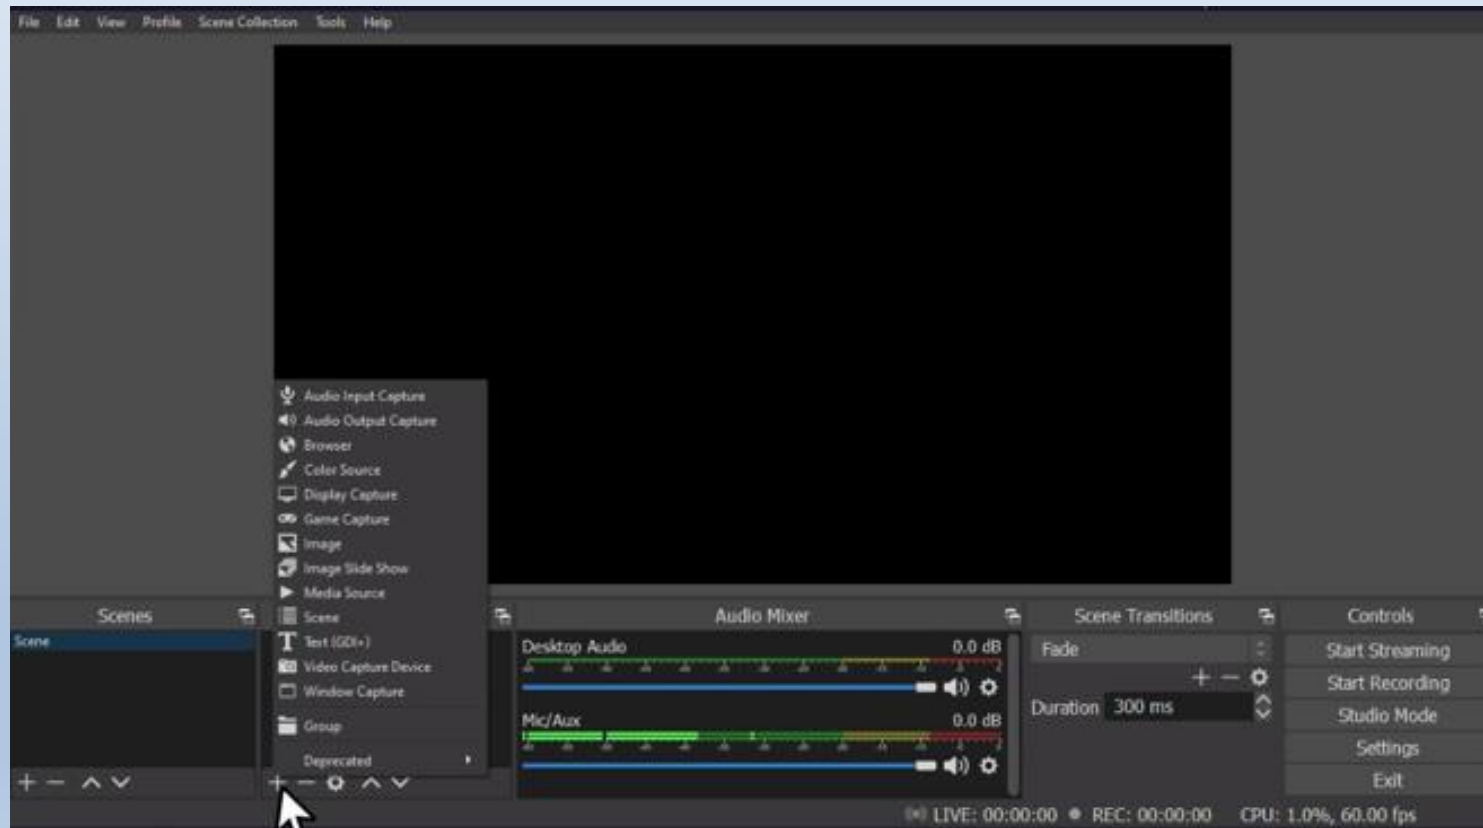 File Edit View Profile Scene Collection Tools Help
Audio Input Capture
Audio Output Capture
Browser
Color Source
Display Capture
Game Capture
Image
Image Slide Show
Media Source
Scene
Text (GDI+)
Video Capture Device
Window Capture
Group
Deprecated
Scenes
Scene
Audio Mixer
Desktop Audio 0.0 dB
Mic/Aux 0.0 dB
Scene Transitions
Fade
Duration 300 ms
Controls
Start Streaming
Start Recording
Studio Mode
Settings
Exit
LIVE: 00:00:00 REC: 00:00:00 CPU: 1.0%, 60.00 fps